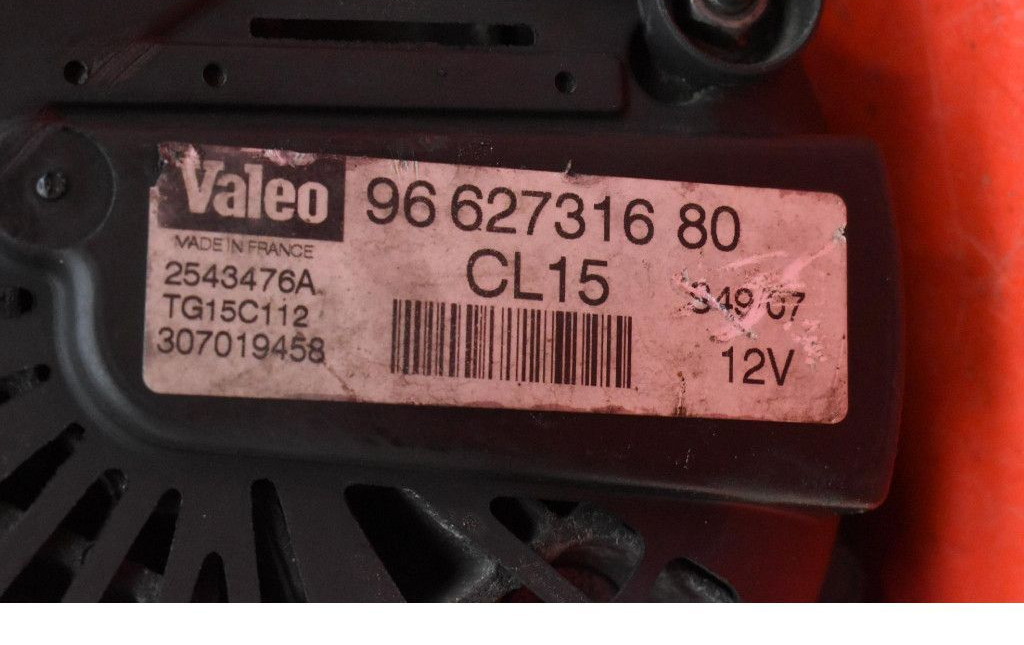 Valeo
96 627316 80
MADE IN FRANCE
CL15
2543476A
TG15C112
307019458
12V